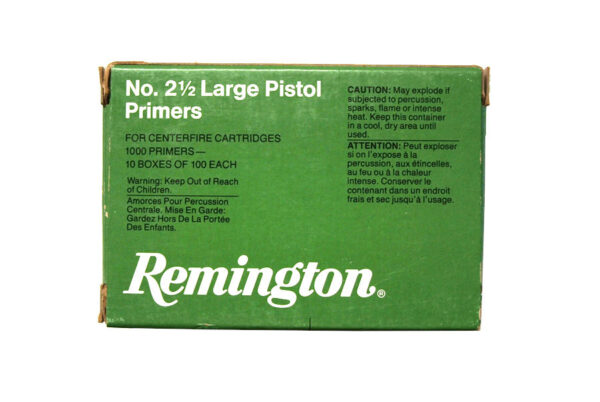 No. 2½ Large Pistol
Primers
FOR CENTERFIRE CARTRIDGES
1000 PRIMERS—
10 BOXES OF 100 EACH
Warning: Keep Out of Reach
of Children.
Amorces Pour Percussion
Centrale. Mise En Garde:
Gardez Hors De La Portée
Des Enfants.
CAUTION: May explode if
subjected to percussion,
sparks, flame or intense
heat. Keep this container
in a cool, dry area until
used.
ATTENTION: Peut exploser
si on l'expose à la
percussion, aux étincelles,
au feu ou à la chaleur
intense. Conserver le
contenant dans un endroit
frais et sec jusqu'à l'usage.
Remington®